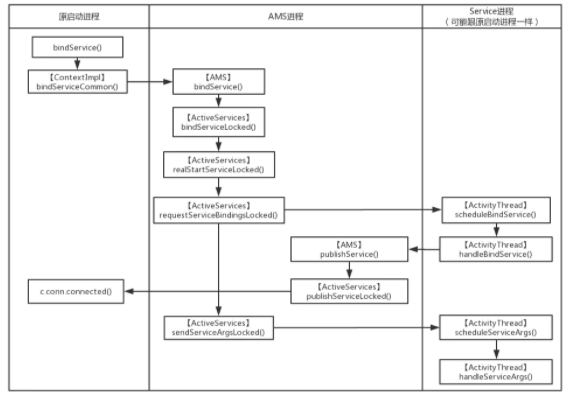 原启动进程
AMS进程
Service进程
（可能跟原启动进程一样）
bindService()
【ContextImpl】
bindServiceCommon()
【AMS】
bindService()
【ActiveServices】
bindServiceLocked()
【ActiveServices】
realStartServiceLocked()
【ActiveServices】
requestServiceBindingsLocked()
【ActivityThread】
scheduleBindService()
【AMS】
publishService()
【ActivityThread】
handleBindService()
c.conn.connected()
【ActiveServices】
publishServiceLocked()
【ActiveServices】
sendServiceArgsLocked()
【ActivityThread】
scheduleServiceArgs()
【ActivityThread】
handleServiceArgs()